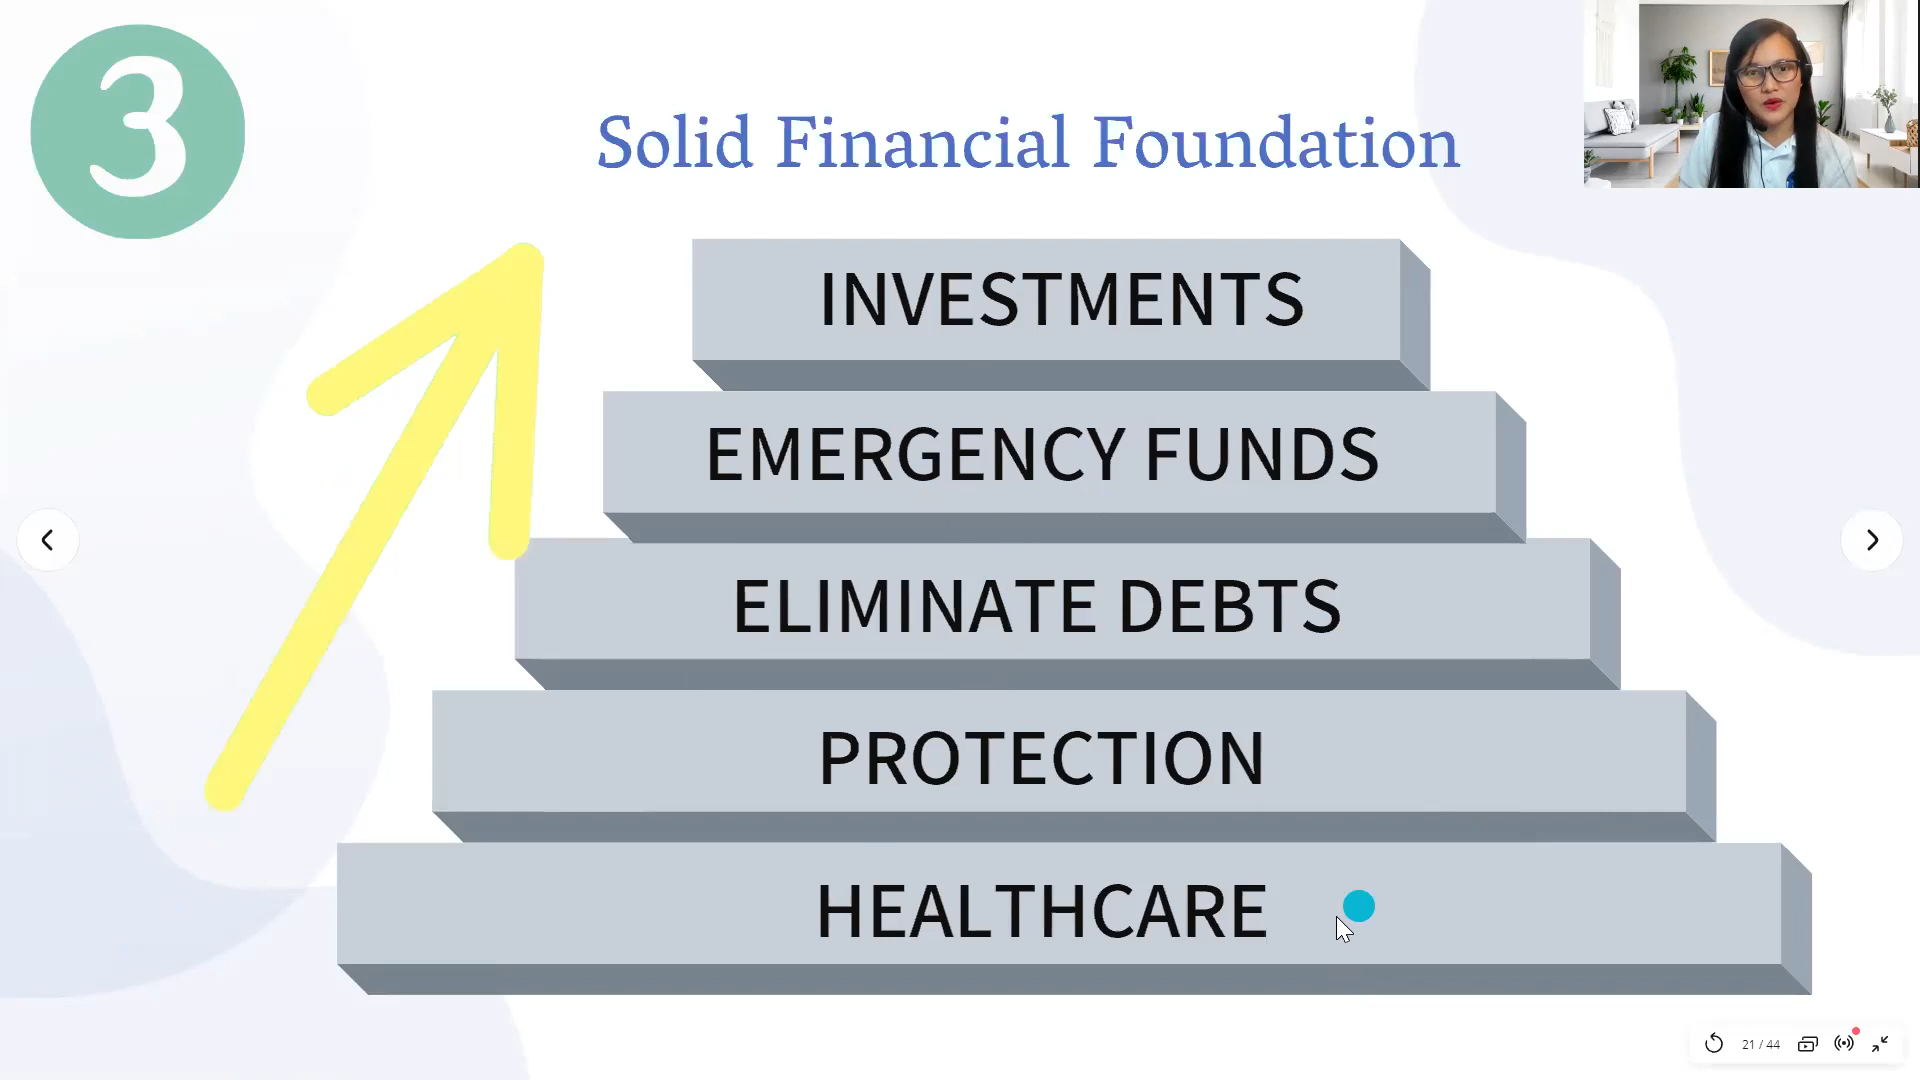 3
Solid Financial Foundation
INVESTMENTS
EMERGENCY FUNDS
ELIMINATE DEBTS
PROTECTION
HEALTHCARE
21 / 44